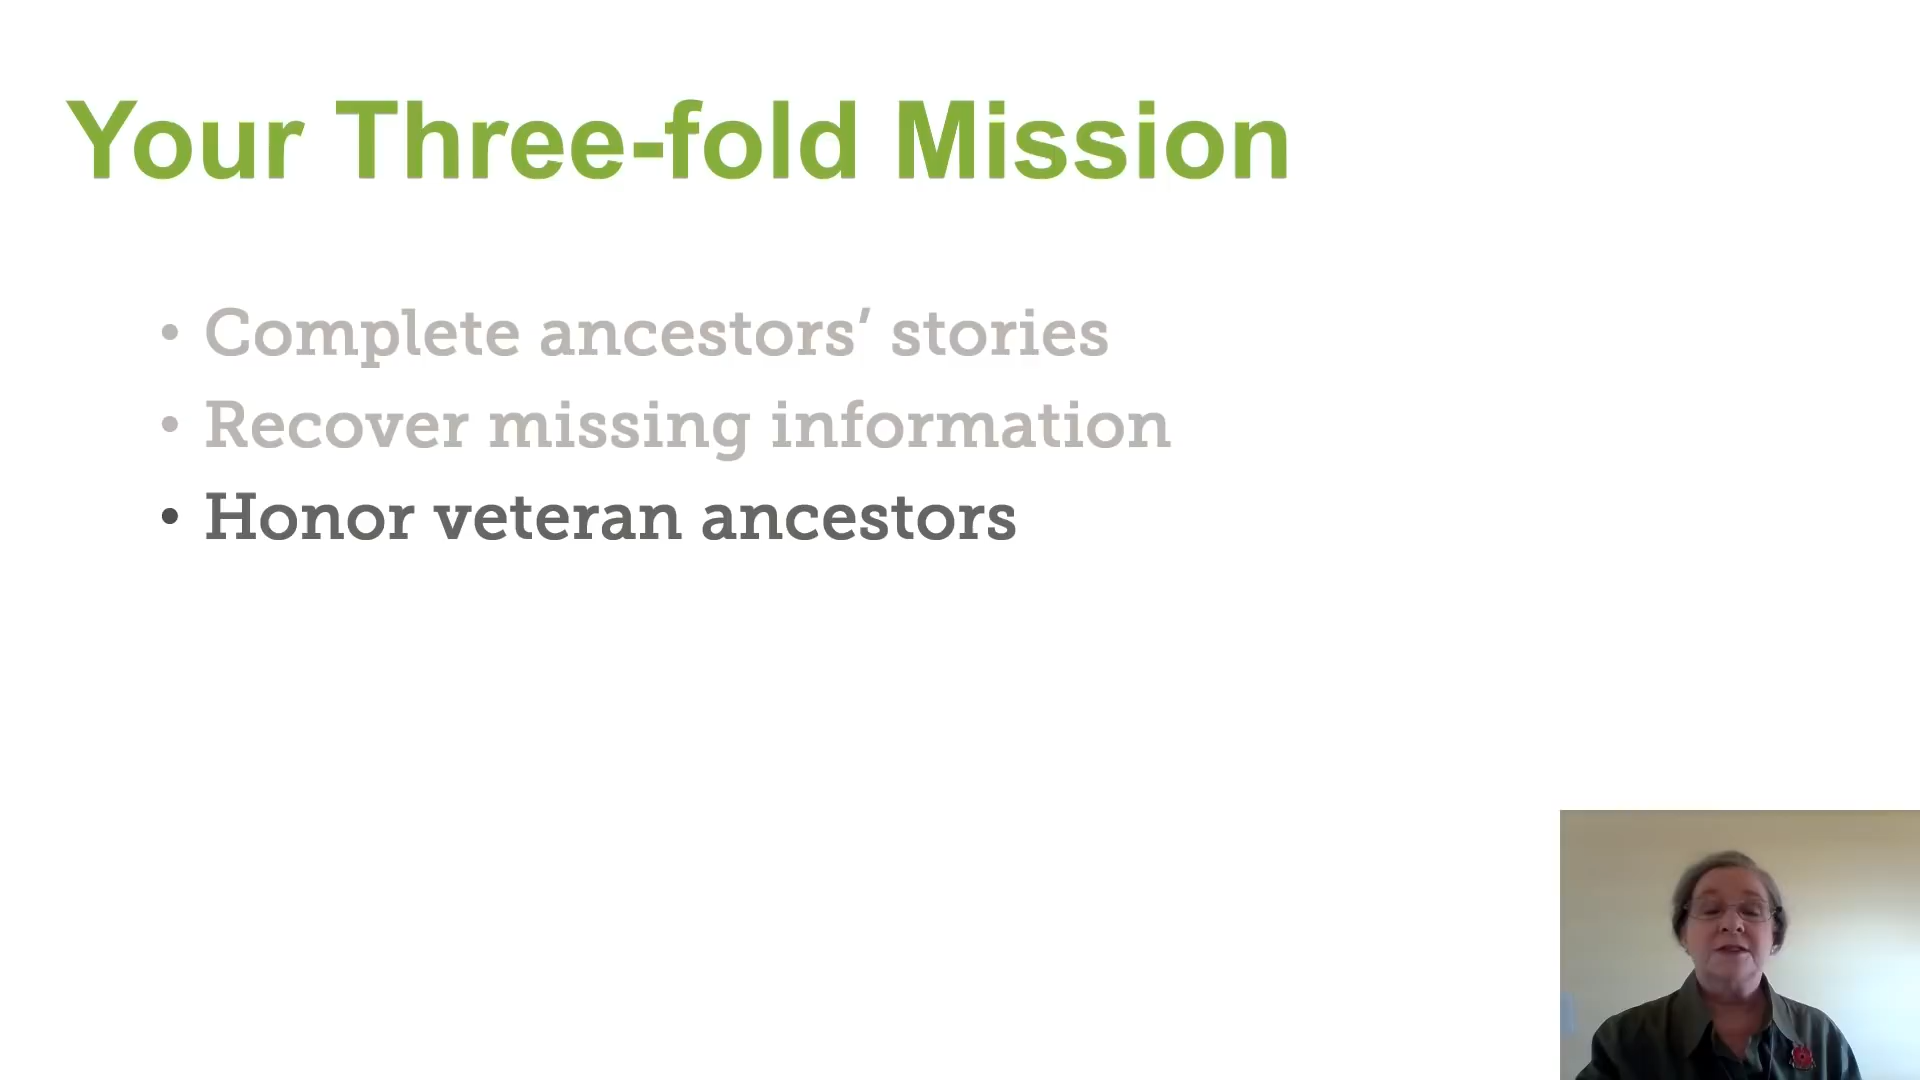 Your Three-fold Mission
• Complete ancestors’ stories
• Recover missing information
• Honor veteran ancestors